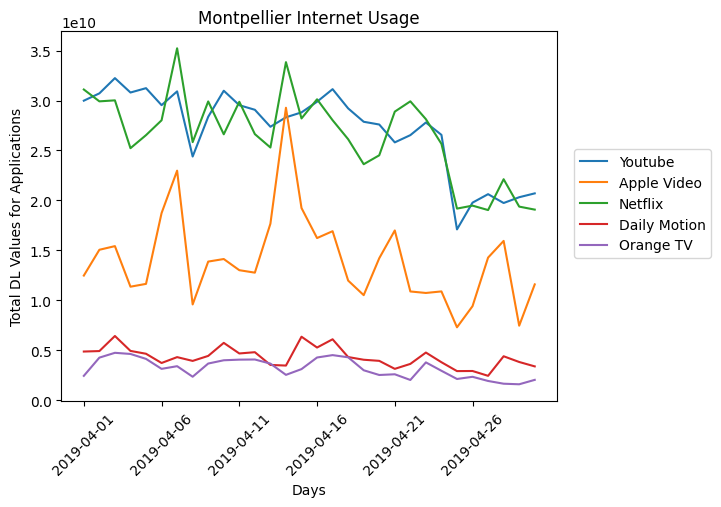 Montpellier Internet Usage
1e10
3.5
3.0
2.5
2.0
1.5
1.0
0.5
0.0
Total DL Values for Applications
2019-04-01
2019-04-06
2019-04-11
2019-04-16
2019-04-21
2019-04-26
Days
Youtube
Apple Video
Netflix
Daily Motion
Orange TV